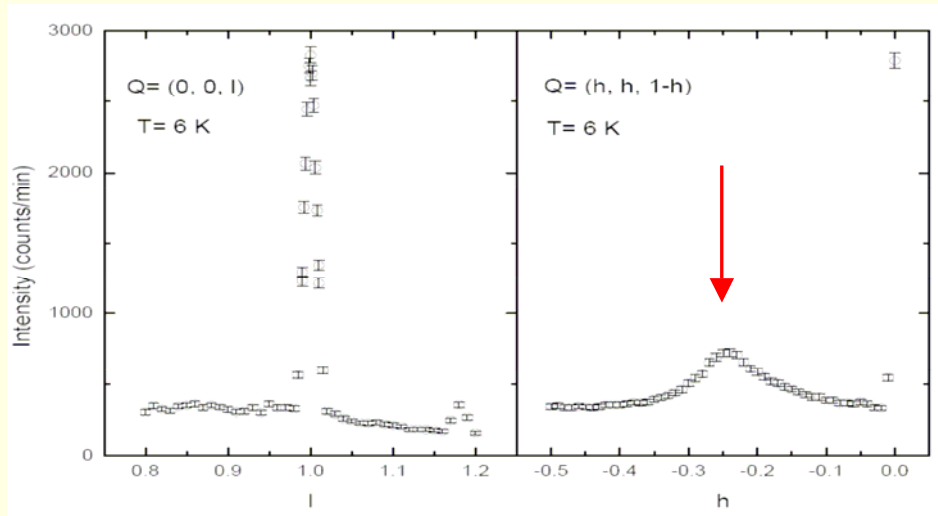 3000
2000
1000
0
Intensity (counts/min)
Q= (0, 0, l)
T= 6 K
0.8 0.9 1.0 1.1 1.2
l
Q= (h, h, 1-h)
T= 6 K
-0.5 -0.4 -0.3 -0.2 -0.1 0.0
h